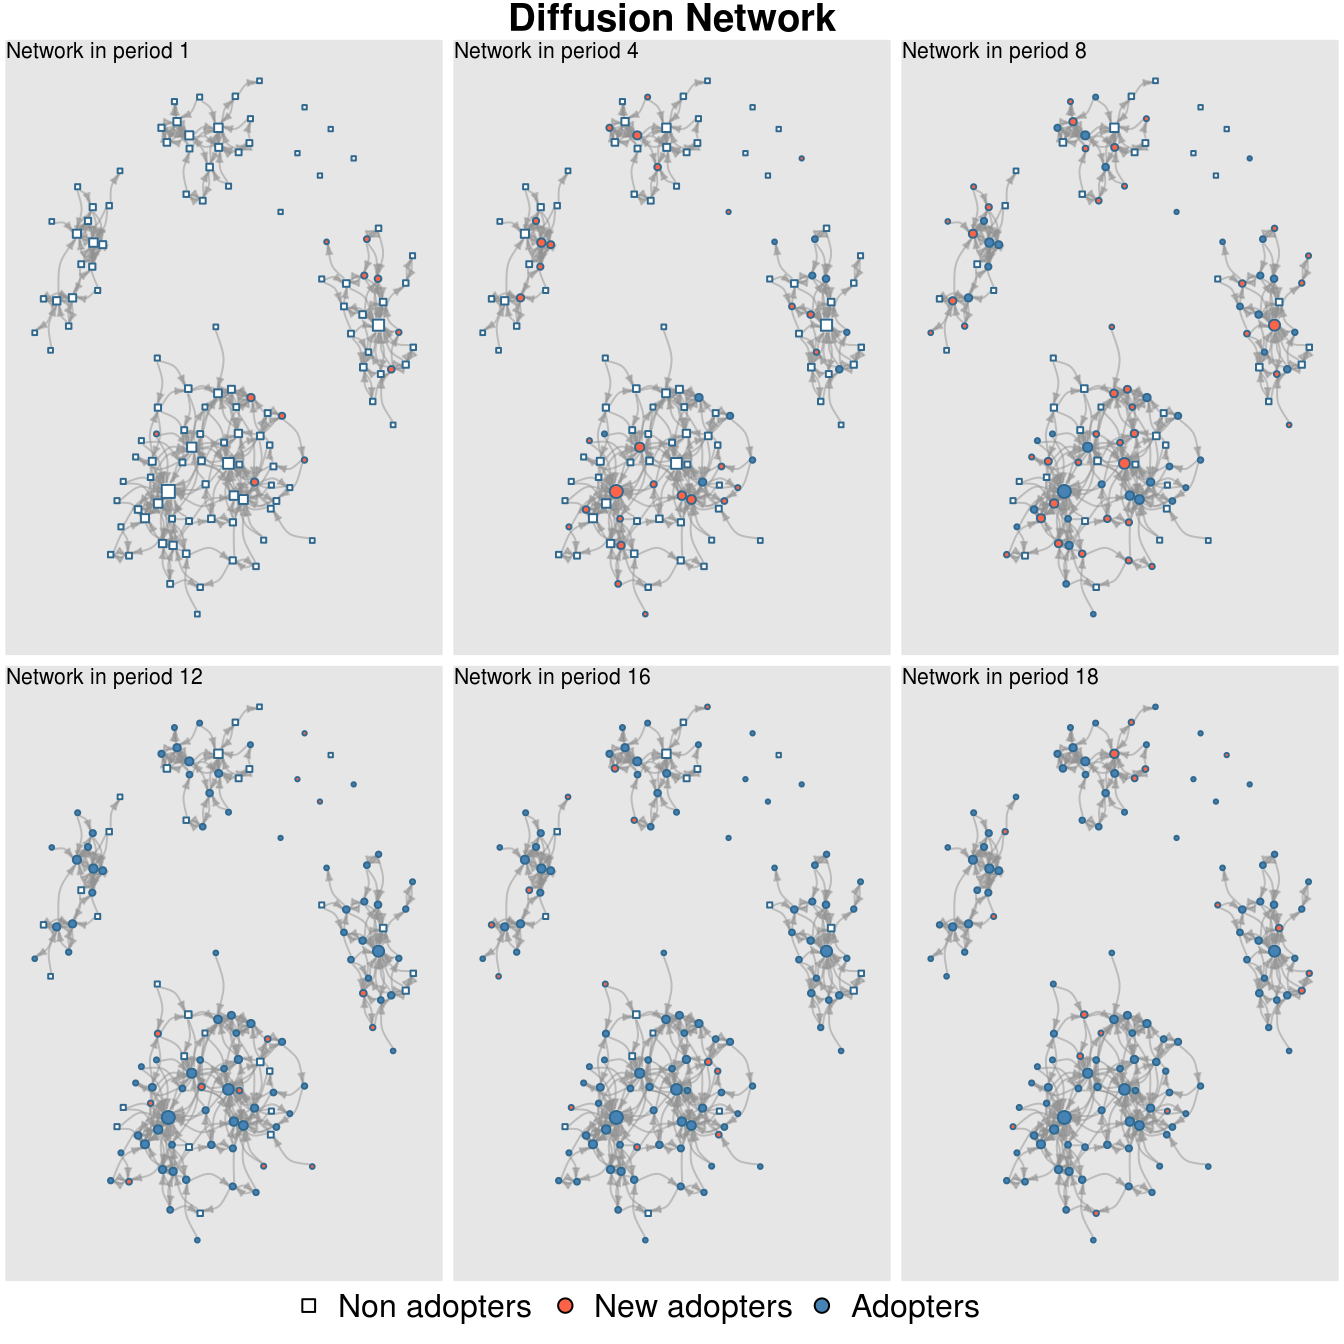 Diffusion Network
Network in period 1
Network in period 4
Network in period 8
Network in period 12
Network in period 16
Network in period 18
Non adopters
New adopters
Adopters